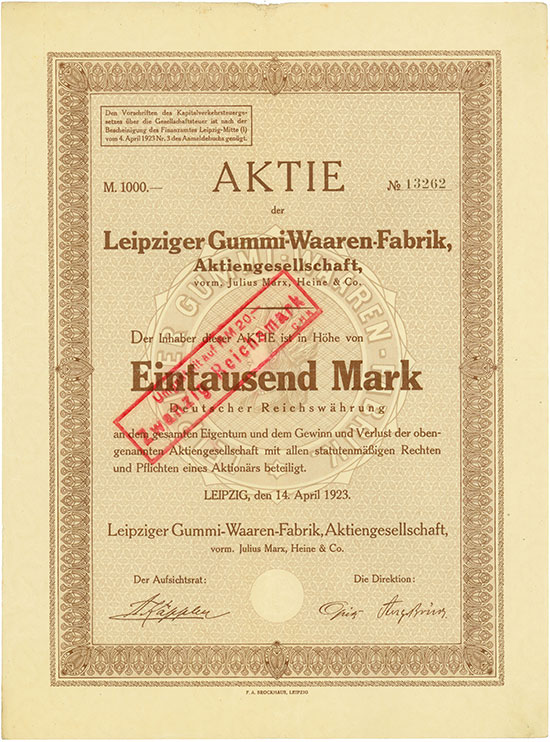 Den Vorschriften des Kapitalverkehrsteuerge-
setzes über die Gesellschaftsteuer ist nach der
Bescheinigung des Finanzamtes Leipzig-Mitte (I)
vom 4. April 1923 Nr. 3 des Anmeldebuchs genügt.
M. 1000.— AKTIE № 13262
der
Leipziger Gummi-Waaren-Fabrik,
Aktiengesellschaft,
vorm. Julius Marx, Heine & Co.
Der Inhaber dieser AKTIE ist in Höhe von
Eintausend Mark
Deutscher Reichswährung
an dem gesamten Eigentum und dem Gewinn und Verlust der oben-
genannten Aktiengesellschaft mit allen statutenmäßigen Rechten
und Pflichten eines Aktionärs beteiligt.
LEIPZIG, den 14. April 1923.
Leipziger Gummi-Waaren-Fabrik, Aktiengesellschaft,
vorm. Julius Marx, Heine & Co.
Der Aufsichtsrat: Die Direktion:
F. A. BROCKHAUS, LEIPZIG
auf RM 20.-
Zwanzig Reichsmark